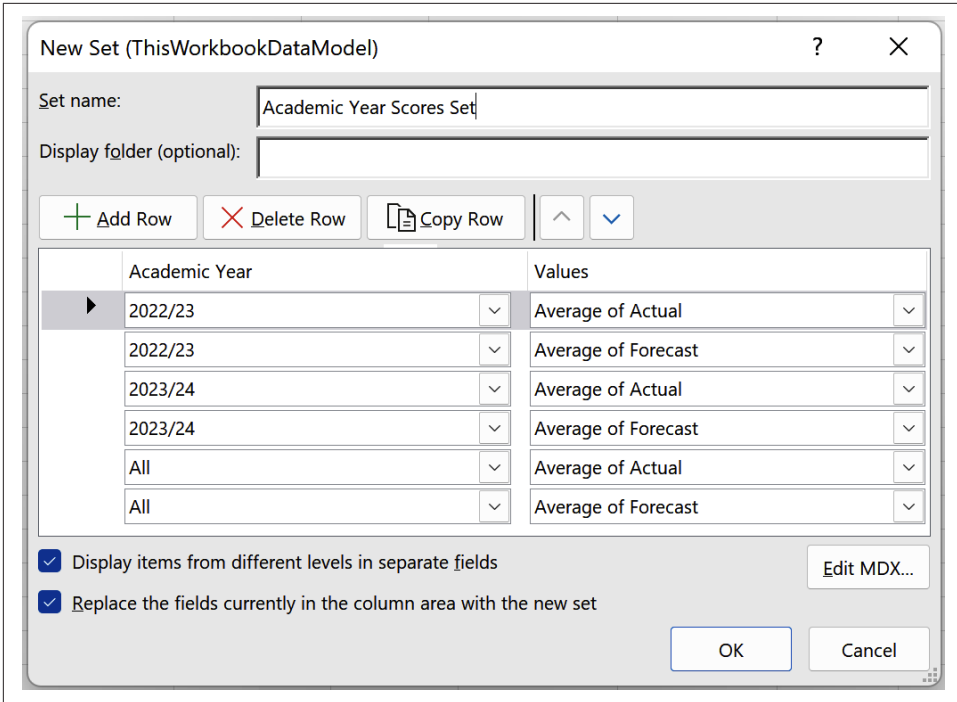 New Set (ThisWorkbookDataModel) ?
Set name: Academic Year Scores Set
Display folder (optional):
Add Row Delete Row Copy Row
Academic Year Values
2022/23 Average of Actual
2022/23 Average of Forecast
2023/24 Average of Actual
2023/24 Average of Forecast
All Average of Actual
All Average of Forecast
Display items from different levels in separate fields Edit MDX...
Replace the fields currently in the column area with the new set
OK Cancel